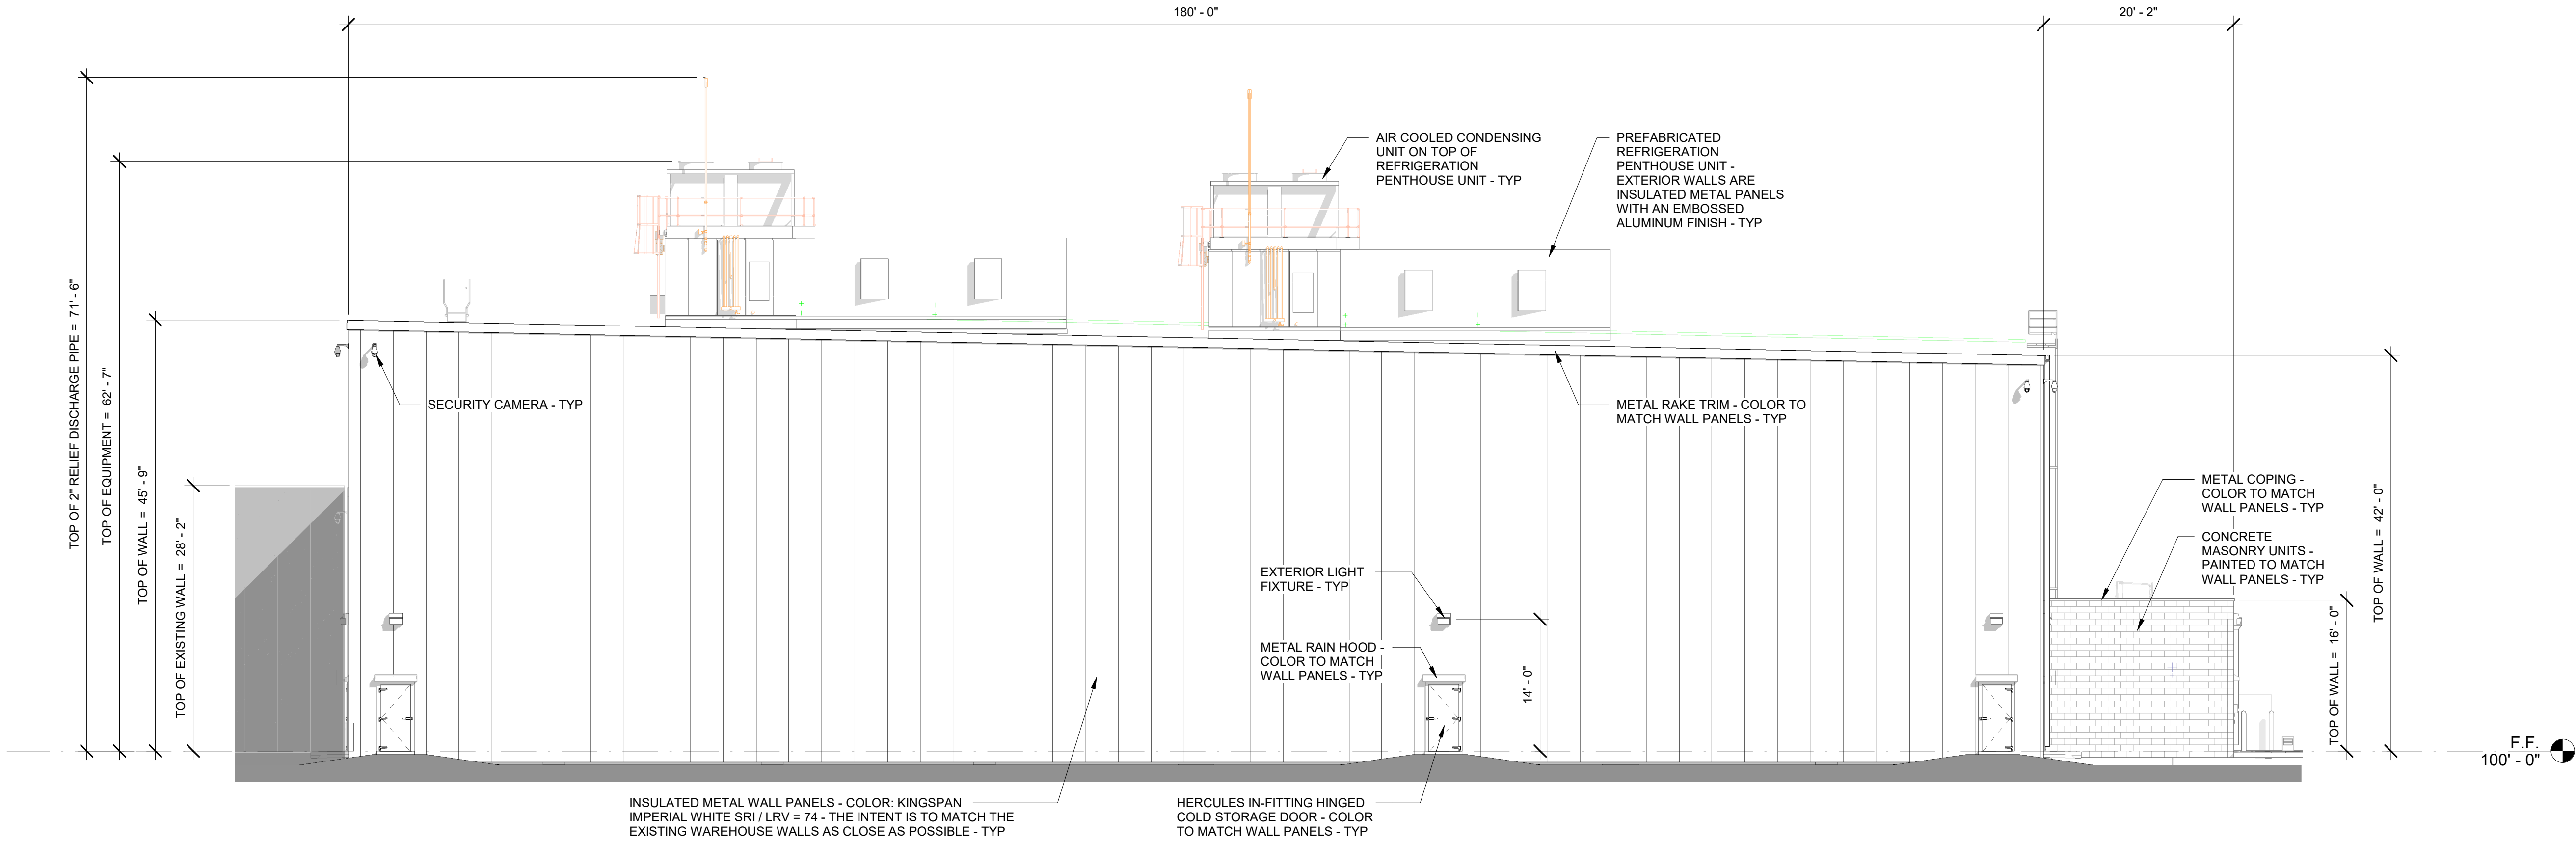 180' - 0"
20' - 2"
AIR COOLED CONDENSING
UNIT ON TOP OF
REFRIGERATION
PENTHOUSE UNIT - TYP
PREFABRICATED
REFRIGERATION
PENTHOUSE UNIT -
EXTERIOR WALLS ARE
INSULATED METAL PANELS
WITH AN EMBOSSED
ALUMINUM FINISH - TYP
TOP OF 2" RELIEF DISCHARGE PIPE = 71' - 6"
TOP OF EQUIPMENT = 62' - 7"
TOP OF WALL = 45' - 9"
TOP OF EXISTING WALL = 28' - 2"
SECURITY CAMERA - TYP
METAL RAKE TRIM - COLOR TO
MATCH WALL PANELS - TYP
METAL COPING -
COLOR TO MATCH
WALL PANELS - TYP
CONCRETE
MASONRY UNITS -
PAINTED TO MATCH
WALL PANELS - TYP
TOP OF WALL = 42' - 0"
TOP OF WALL = 16' - 0"
EXTERIOR LIGHT
FIXTURE - TYP
METAL RAIN HOOD -
COLOR TO MATCH
WALL PANELS - TYP
14' - 0"
F.F.
100' - 0"
INSULATED METAL WALL PANELS - COLOR: KINGSPAN
IMPERIAL WHITE SRI / LRV = 74 - THE INTENT IS TO MATCH THE
EXISTING WAREHOUSE WALLS AS CLOSE AS POSSIBLE - TYP
HERCULES IN-FITTING HINGED
COLD STORAGE DOOR - COLOR
TO MATCH WALL PANELS - TYP